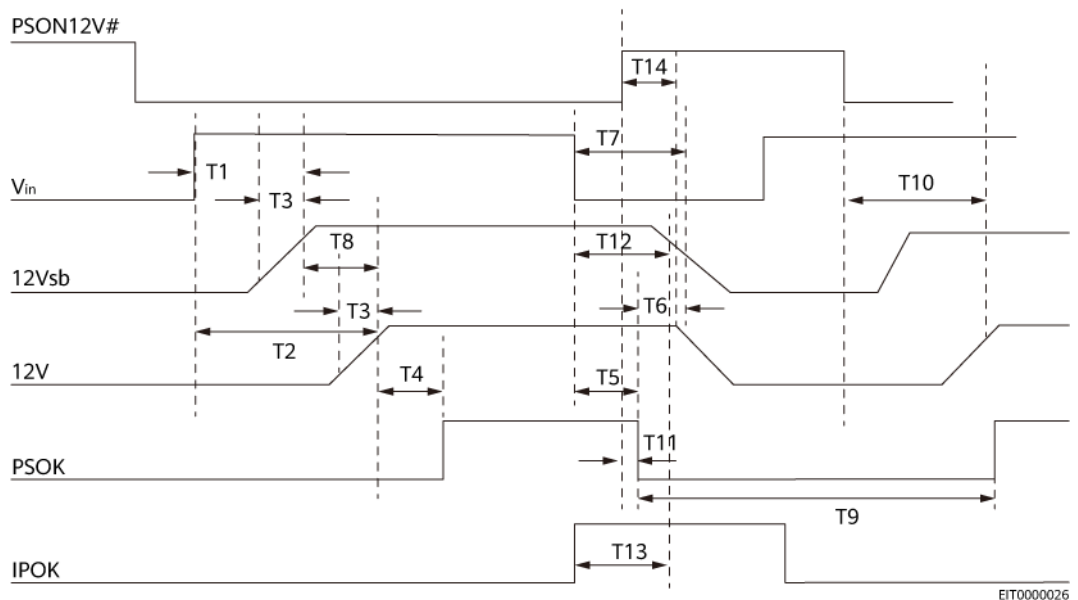 PSON12V#
T14
T7
T1
Vin
T3
T10
T8
T12
12Vsb
T3
T6
T2
12V
T4
T5
T11
PSOK
T9
T13
IPOK
EIT0000026